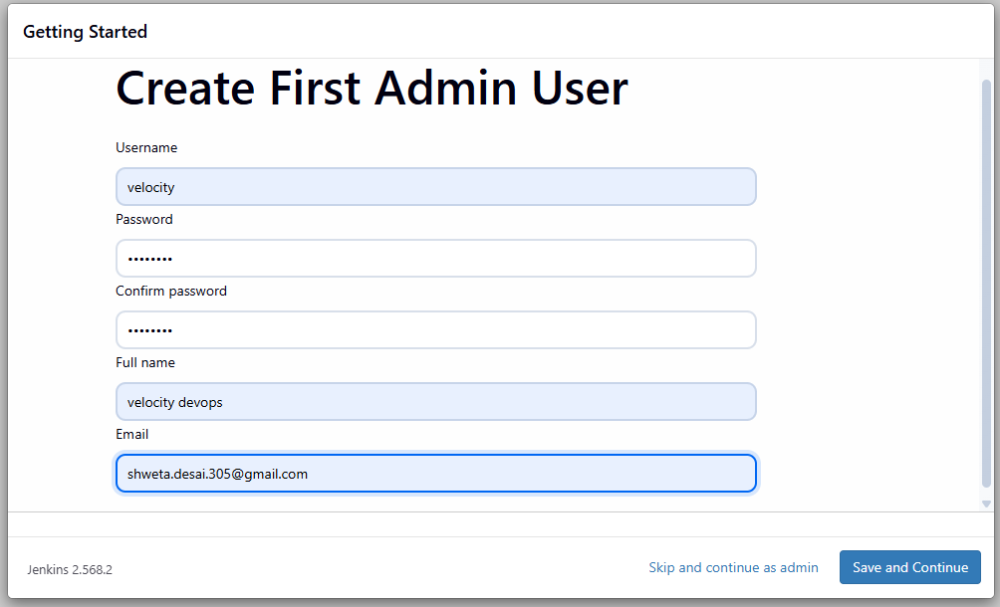 Getting Started
Create First Admin User
Username
velocity
Password
••••••••
Confirm password
••••••••
Full name
velocity devops
Email
shweta.desai.305@gmail.com
Jenkins 2.568.2
Skip and continue as admin
Save and Continue